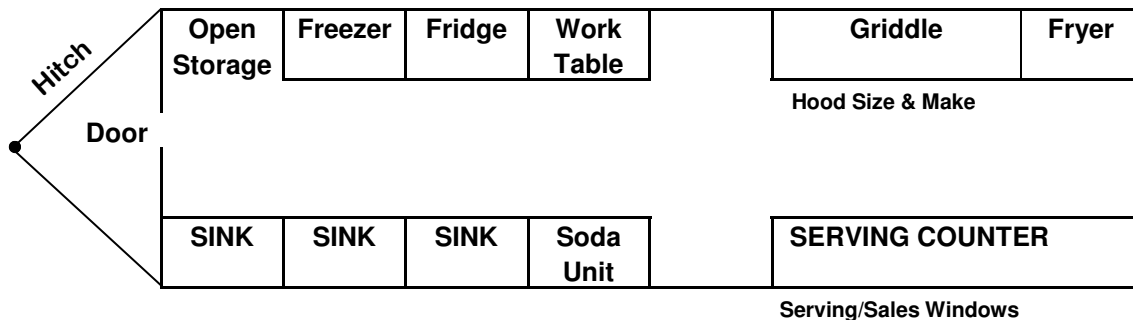 Open Storage
Freezer
Fridge
Work Table
Griddle
Fryer
Hitch
Hood Size & Make
Door
SINK
SINK
SINK
Soda Unit
SERVING COUNTER
Serving/Sales Windows